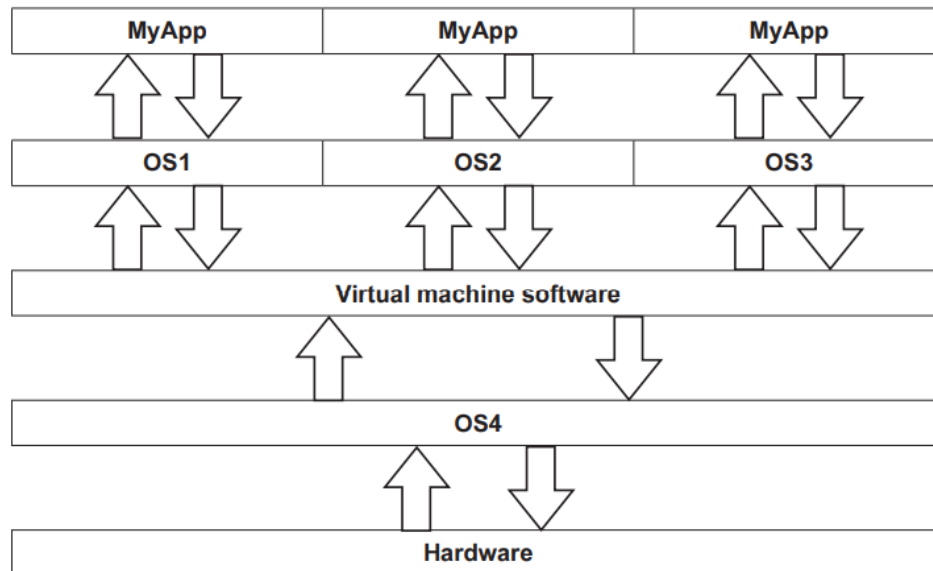 MyApp MyApp MyApp
OS1 OS2 OS3
Virtual machine software
OS4
Hardware